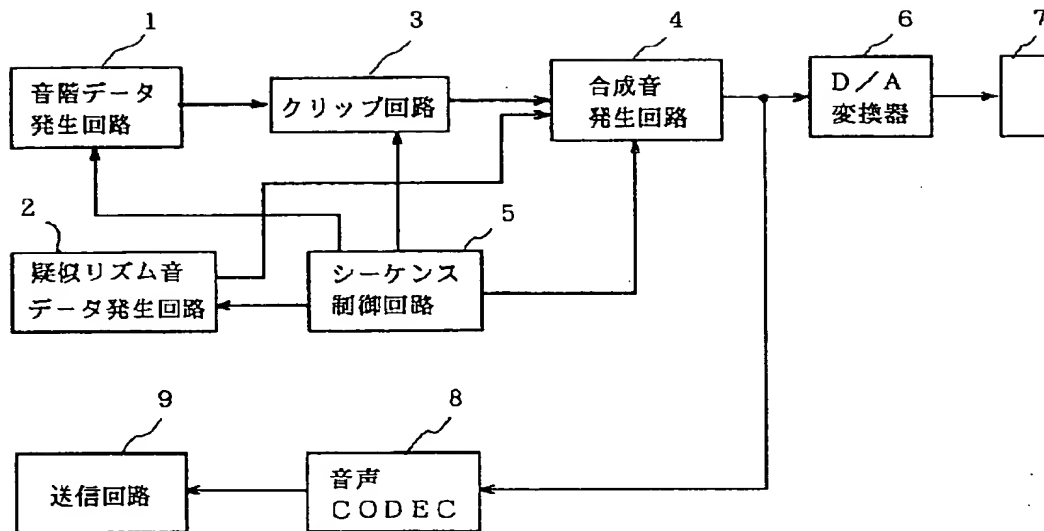 1
音階データ
発生回路
3
クリップ回路
4
合成音
発生回路
6
D/A
変換器
7
2
疑似リズム音
データ発生回路
5
シーケンス
制御回路
9
送信回路
8
音声
CODEC